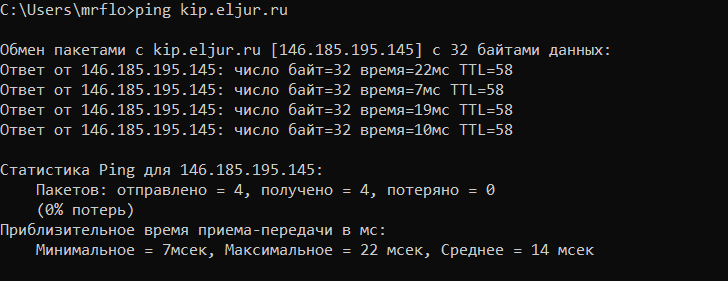 C:\Users\mrflo>ping kip.eljur.ru
Обмен пакетами с kip.eljur.ru [146.185.195.145] с 32 байтами данных:
Ответ от 146.185.195.145: число байт=32 время=22мс TTL=58
Ответ от 146.185.195.145: число байт=32 время=7мс TTL=58
Ответ от 146.185.195.145: число байт=32 время=19мс TTL=58
Ответ от 146.185.195.145: число байт=32 время=10мс TTL=58
Статистика Ping для 146.185.195.145:
Пакетов: отправлено = 4, получено = 4, потеряно = 0
(0% потерь)
Приблизительное время приема-передачи в мс:
Минимальное = 7мсек, Максимальное = 22 мсек, Среднее = 14 мсек